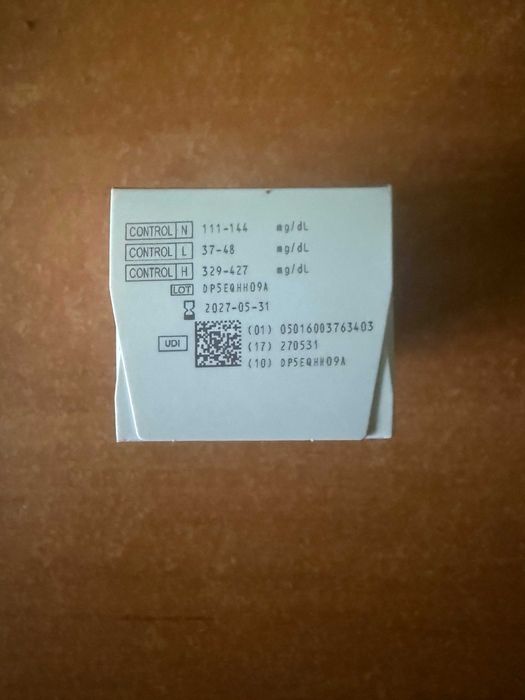 CONTROL N 111-144 mg/dL
CONTROL L 37-48 mg/dL
CONTROL H 329-427 mg/dL
LOT DP5EQHH09A
2027-05-31
UDI
(01) 05016003763403
(17) 270531
(10) DP5EQHH09A